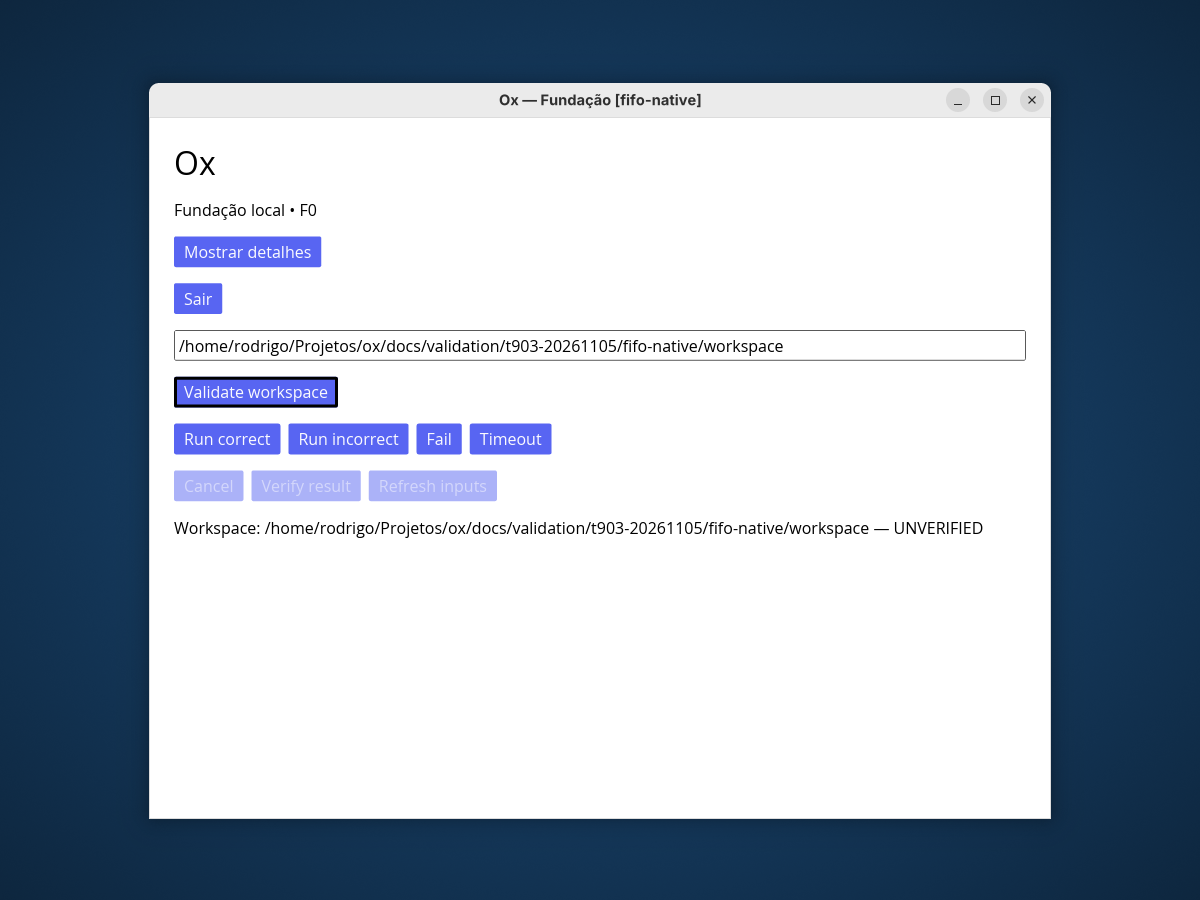 Ox — Fundação [fifo-native]
Ox
Fundação local • F0
Mostrar detalhes
Sair
/home/rodrigo/Projetos/ox/docs/validation/t903-20261105/fifo-native/workspace
Validate workspace
Run correct Run incorrect Fail Timeout
Cancel Verify result Refresh inputs
Workspace: /home/rodrigo/Projetos/ox/docs/validation/t903-20261105/fifo-native/workspace — UNVERIFIED